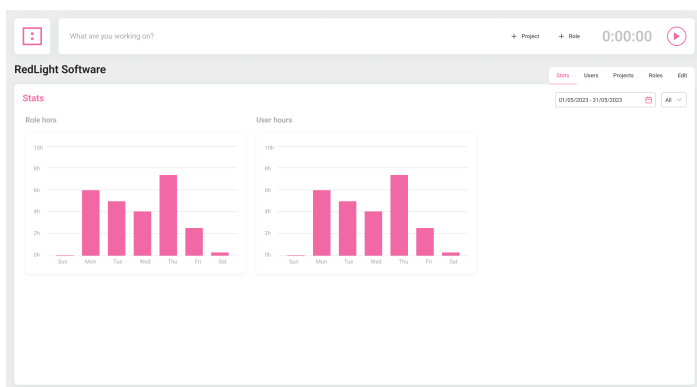 What are you working on?
+ Project
+ Role
0:00:00
RedLight Software
Stats
Users
Projects
Roles
Edit
Stats
01/05/2023 - 31/05/2023
All
Role hors
User hours
10h
8h
6h
4h
2h
0h
Sun Mon Tue Wed Thu Fri Sat
10h
8h
6h
4h
2h
0h
Sun Mon Tue Wed Thu Fri Sat